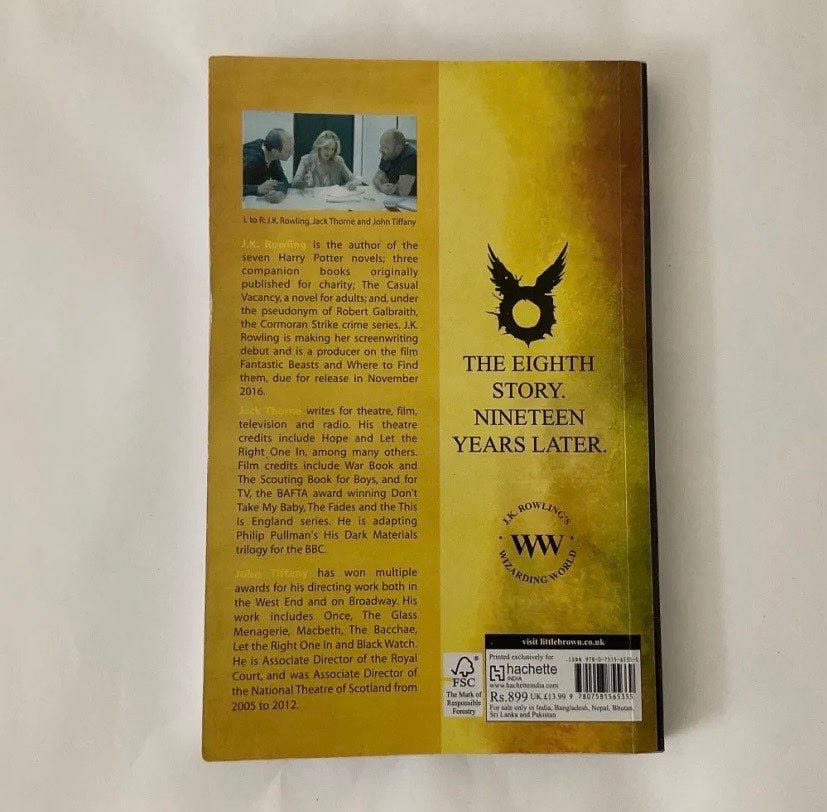 L to R: J.K. Rowling, Jack Thorne and John Tiffany
J.K. Rowling is the author of the
seven Harry Potter novels; three
companion books originally
published for charity; The Casual
Vacancy, a novel for adults; and, under
the pseudonym of Robert Galbraith,
the Cormoran Strike crime series. J.K.
Rowling is making her screenwriting
debut and is a producer on the film
Fantastic Beasts and Where to Find
them, due for release in November
2016.
Jack Thorne writes for theatre, film,
television and radio. His theatre
credits include Hope and Let the
Right One In, among many others.
Film credits include War Book and
The Scouting Book for Boys, and for
TV, the BAFTA award winning Don't
Take My Baby, The Fades and the This
Is England series. He is adapting
Philip Pullman's His Dark Materials
trilogy for the BBC.
John Tiffany has won multiple
awards for his directing work both in
the West End and on Broadway. His
work includes Once, The Glass
Menagerie, Macbeth, The Bacchae,
Let the Right One In and Black Watch.
He is Associate Director of the Royal
Court, and was Associate Director of
the National Theatre of Scotland from
2005 to 2012.
THE EIGHTH
STORY.
NINETEEN
YEARS LATER.
J.K. ROWLING'S
WW
WIZARDING WORLD
FSC
The Mark of
Responsible
Forestry
visit littlebrown.co.uk
Printed exclusively for
hachette
INDIA
www.hachetteindia.com
Rs.899 UK £13.99
For sale only in India, Bangladesh, Nepal, Bhutan,
Sri Lanka and Pakistan
ISBN